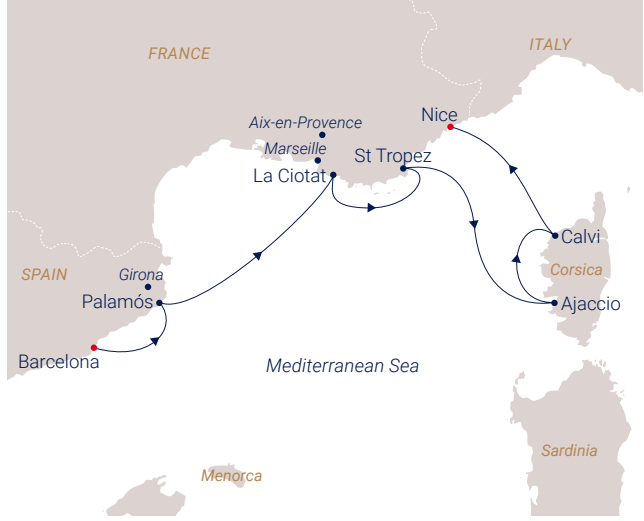 ITALY
FRANCE
Nice
Aix-en-Provence
Marseille
St Tropez
La Ciotat
Calvi
Corsica
SPAIN
Girona
Palamós
Ajaccio
Barcelona
Mediterranean Sea
Sardinia
Menorca